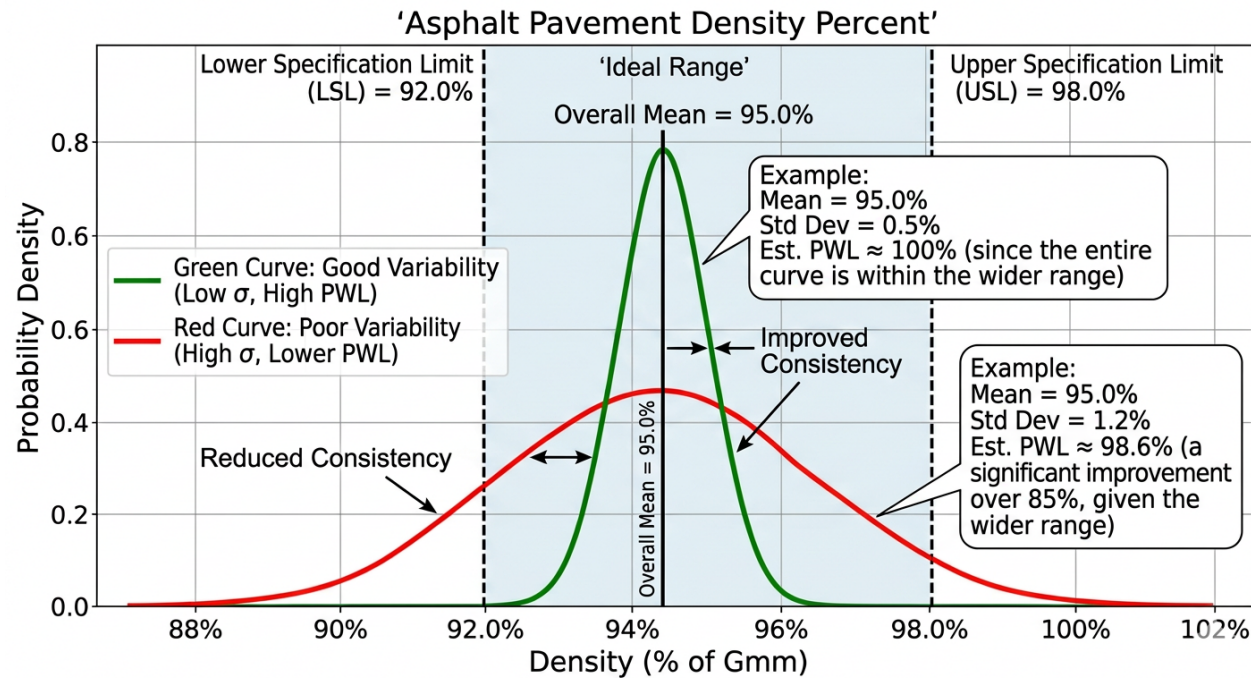 ‘Asphalt Pavement Density Percent’
Lower Specification Limit
(LSL) = 92.0%
‘Ideal Range’
Upper Specification Limit
(USL) = 98.0%
Overall Mean = 95.0%
Example:
Mean = 95.0%
Std Dev = 0.5%
Est. PWL ≈ 100% (since the entire
curve is within the wider range)
Green Curve: Good Variability
(Low σ, High PWL)
Red Curve: Poor Variability
(High σ, Lower PWL)
Improved
Consistency
Example:
Mean = 95.0%
Std Dev = 1.2%
Est. PWL ≈ 98.6% (a
significant improvement
over 85%, given the
wider range)
Reduced Consistency
Overall Mean = 95.0%
Probability Density
0.8
0.6
0.6
0.4
0.2
0.0
88%
90%
92.0%
94%
96%
98.0%
100%
102%
Density (% of Gmm)